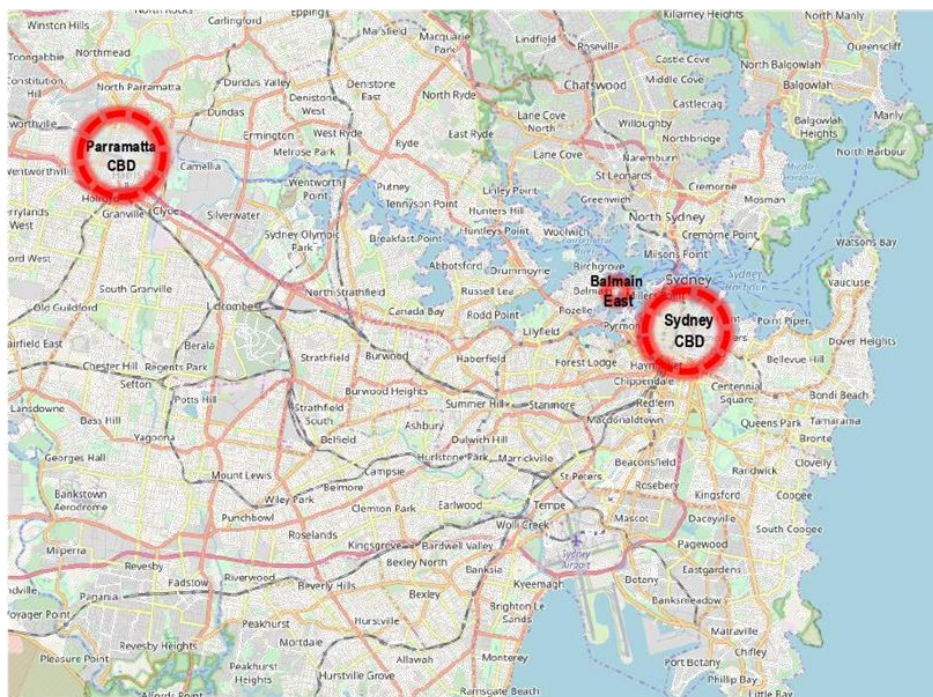 North Rocks
Carlingford
Epping
Marsfield
Macquarie
Park
Lindfield
Killarney Heights
North Manly
Winston Hills
Roseville
North Balgowlah
Queenscliff
Toongabbie
Northmead
Castle Cove
Middle Cove
Constitution
Hill
North Parramatta
Dundas Valley
Denistone
East
North Ryde
Lane Cove
North
Chatswood
Willoughby
Castlecrag
Balgowlah
Balgowlah
Heights
Manly
Dundas
Denistone
West
West Ryde
Ryde
East Ryde
Northbridge
North Harbour
Parramatta
CBD
Ermington
Melrose Park
Lane Cove
Naremburn
St Leonards
Cremorne
Mosman
Camellia
Wentworth
Point
Putney
Tennyson Point
Linley Point
Greenwich
Hunters Hill
North Sydney
Cremorne Point
Granville
Clyde
Silverwater
Sydney Olympic
Park
Breakfast Point
Huntleys Point
Woolwich
Milsons Point
Watsons Bay
South Granville
Abbotsford
Drummoyne
Birchgrove
Balmain
East
Sydney
Sydney
Harbour
Vaucluse
Old Guildford
Lidcombe
North Strathfield
Canada Bay
Russell Lea
Rodd Point
Rozelle
Lilyfield
Pyrmont
Sydney
CBD
Point Piper
Dover Heights
Chester Hill
Sefton
Berala
Regents Park
Strathfield
Burwood
Haberfield
Forest Lodge
Chippendale
Bellevue Hill
Potts Hill
Burwood Heights
Summer Hill
Stanmore
Redfern
Macdonaldtown
Centennial
Square
Bondi Beach
Tamarama
Lansdowne
Bass Hill
Yagoona
Strathfield
South
Belfield
Ashbury
Dulwich Hill
Queens Park
Bronte
Georges Hall
Campsie
Hurlstone Park
Marrickville
Beaconsfield
Randwick
Clovelly
Bankstown
Aerodrome
Mount Lewis
Wiley Park
Belmore
Clemton Park
Earlwood
St Peters
Tempe
Rosebery
Kingsford
Coogee
Punchbowl
Roselands
Wolli Creek
Mascot
Daceyville
South Coogee
Milperra
Revesby
Kingsgrove
Bardwell Valley
Bexley North
Banksia
Sydney
Airport
Pagewood
Padstow
Riverwood
Beverly Hills
Bexley
Kyeemagh
Botany
Eastgardens
Panania
Brighton Le
Sands
Banksmeadow
Voyager Point
Revesby Heights
Peakhurst
Hursville
Matraville
Pleasure Point
Mortdale
Allawah
Monterey
Chifley
Peakhurst
Heights
Hurstville Grove
Ramsgate Beach
Port Botany
Phillip Bay
Little Bay